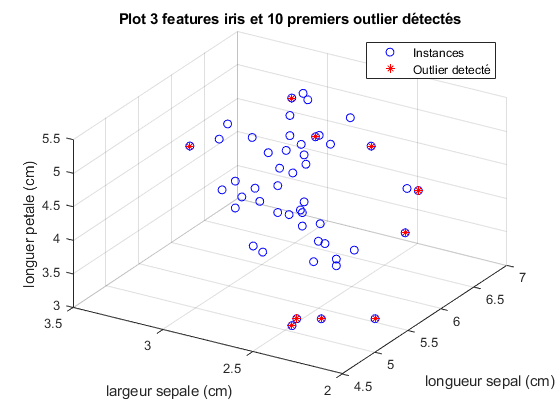 Plot 3 features iris et 10 premiers outlier détectés
Instances
Outlier detecté
longuer petale (cm)
5.5
5
4.5
4
3.5
3
3.5
3
2.5
2
largeur sepale (cm)
4.5
5
5.5
6
6.5
7
longueur sepal (cm)